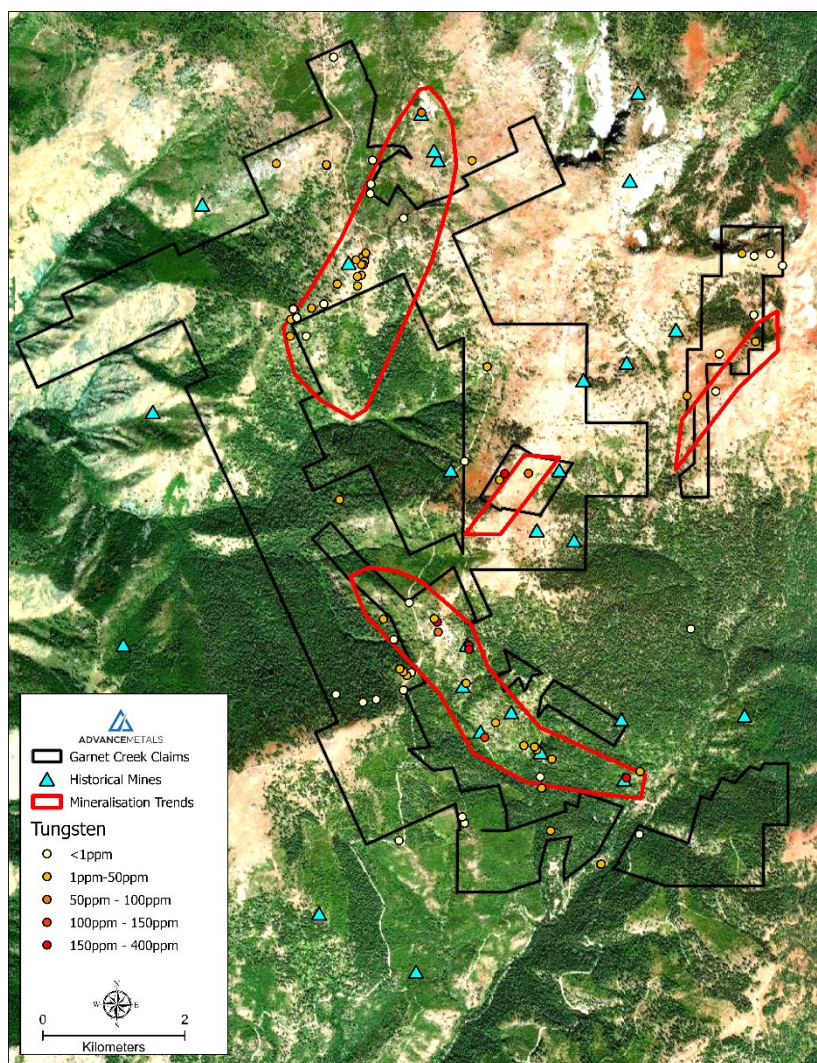 ADVANCEMETALS
Garnet Creek Claims
Historical Mines
Mineralisation Trends
Tungsten
<1ppm
1ppm-50ppm
50ppm - 100ppm
100ppm - 150ppm
150ppm - 400ppm
N
W E
S
0 2
Kilometers